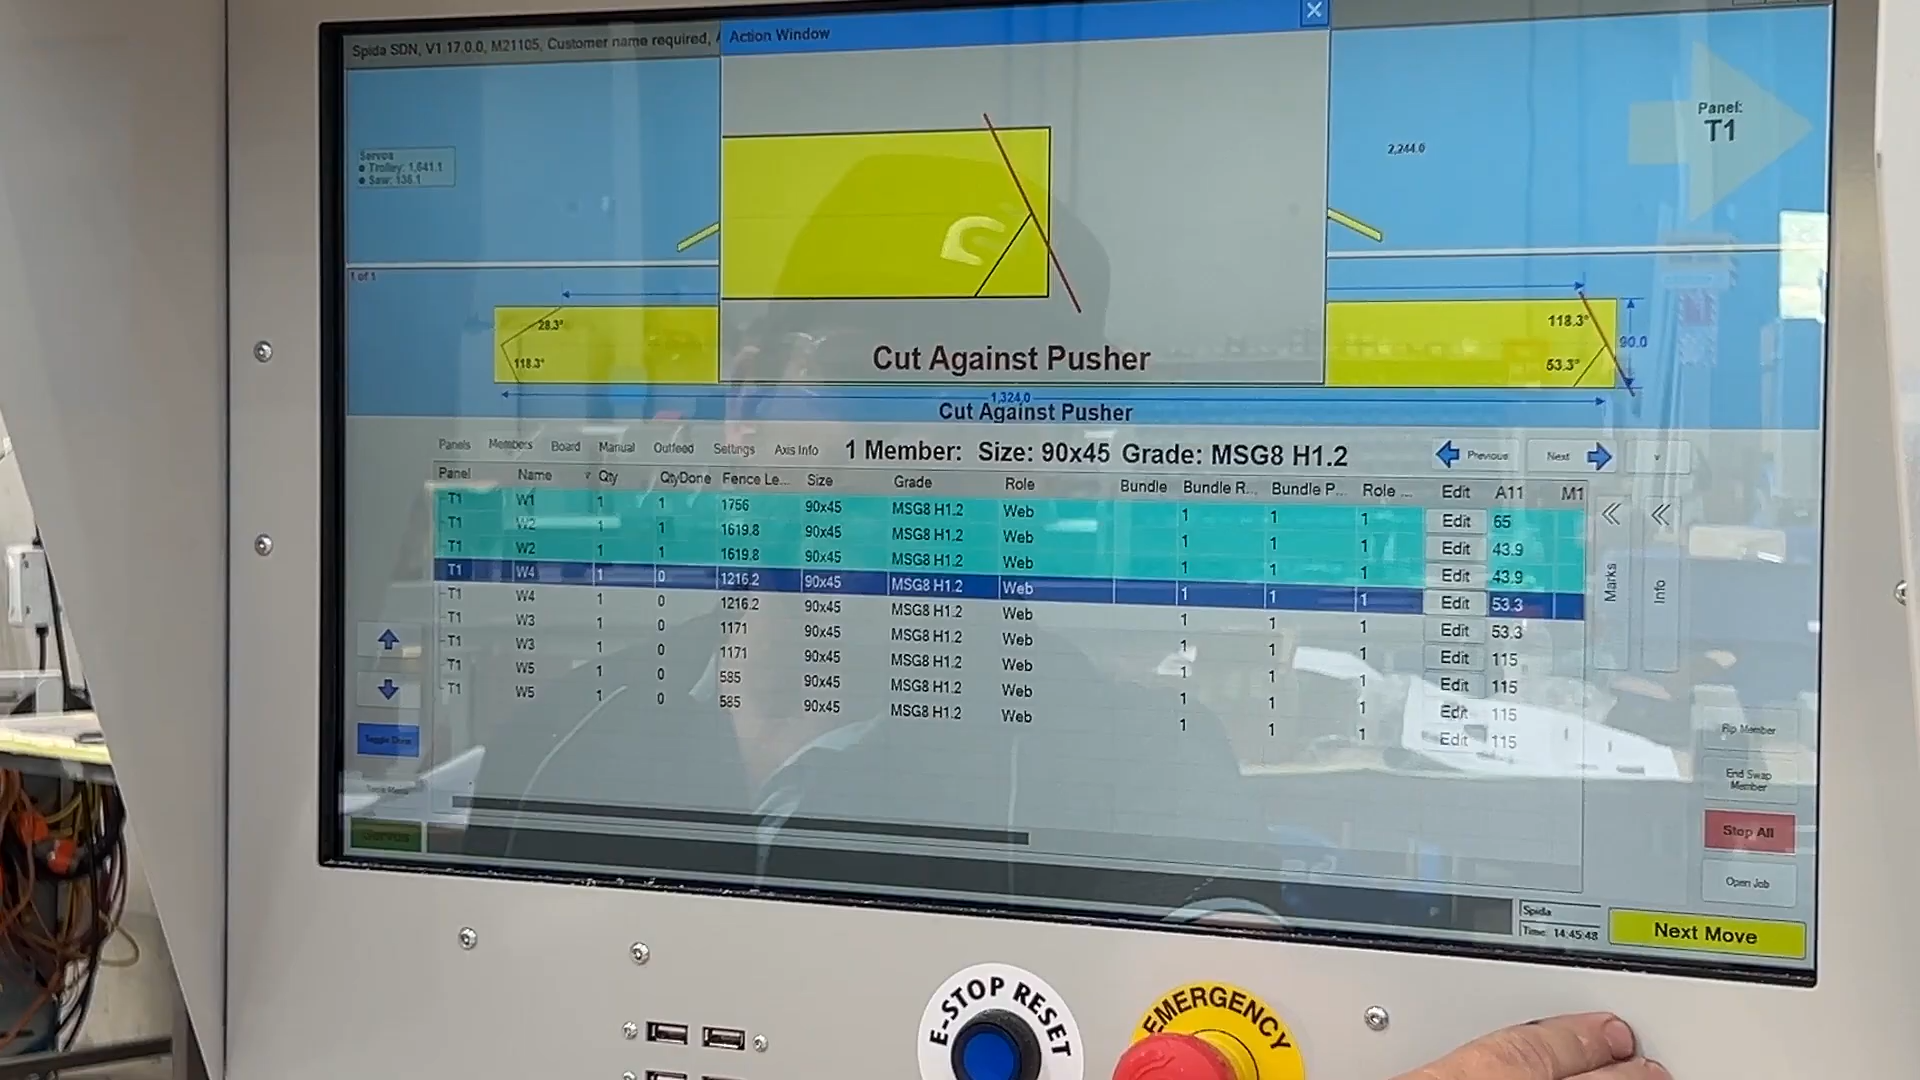 Spida SDN, V1.17.0.0, M21105, Customer name required,
Action Window
Servos
Trolley: 1,641.1
Saw: 136.1
2,244.0
Panel:
T1
Cut Against Pusher
1 of 1
28.3°
118.3°
118.3°
53.3°
90.0
1,324.0
Cut Against Pusher
Panels Members Board Manual Outfeed Settings Axis Info
1 Member: Size: 90x45 Grade: MSG8 H1.2
Previous Next
Panel Name Qty QtyDone Fence Le... Size Grade Role Bundle Bundle R... Bundle P... Role ... Edit A11 M1
T1 W1 1 1 1756 90x45 MSG8 H1.2 Web 1 1 1 Edit 65
T1 W2 1 1 1619.8 90x45 MSG8 H1.2 Web 1 1 1 Edit 43.9
T1 W2 1 1 1619.8 90x45 MSG8 H1.2 Web 1 1 1 Edit 43.9
T1 W4 1 0 1216.2 90x45 MSG8 H1.2 Web 1 1 1 Edit 53.3
T1 W4 1 0 1216.2 90x45 MSG8 H1.2 Web 1 1 1 Edit 53.3
T1 W3 1 0 1171 90x45 MSG8 H1.2 Web 1 1 1 Edit 115
T1 W3 1 0 1171 90x45 MSG8 H1.2 Web 1 1 1 Edit 115
T1 W5 1 0 585 90x45 MSG8 H1.2 Web 1 1 1 Edit 115
T1 W5 1 0 585 90x45 MSG8 H1.2 Web 1 1 1 Edit 115
Marks
Info
Toggle Done
Flip Member
End Swap
Member
Stop All
Open Job
Servos
Spida
Time: 14:45:48
Next Move
E-STOP RESET
EMERGENCY